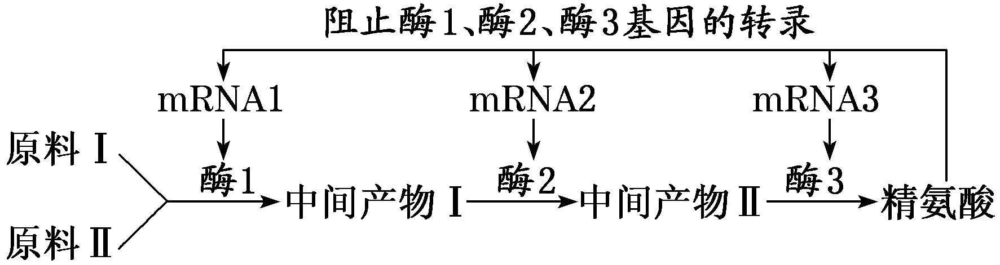 阻止酶1、酶2、酶3基因的转录
mRNA1 mRNA2 mRNA3
原料Ⅰ
酶1 酶2 酶3
中间产物Ⅰ 中间产物Ⅱ 精氨酸
原料Ⅱ